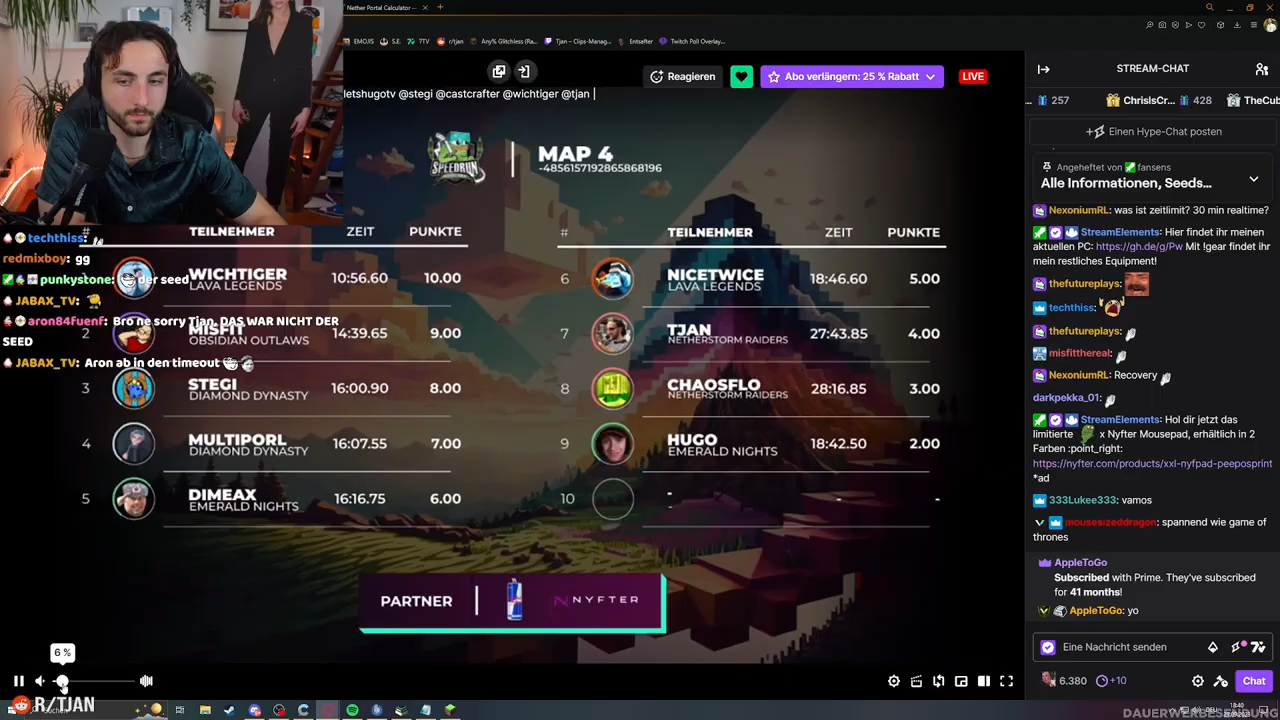 Nether Portal Calculator –
EMOJIS
S.E.
7TV
r/tjan
Any% Glitchless (Ra...
Tjan – Clips-Manag...
Entsafter
Twitch Poll Overlay...
Reagieren
Abo verlängern: 25 % Rabatt
LIVE
STREAM-CHAT
letshugotv @stegi @castcrafter @wichtiger @tjan |
257
ChrisIsCr...
428
TheCub
Einen Hype-Chat posten
SPEEDRUN
MAP 4
-4856157192865868196
Angeheftet von fansens
Alle Informationen, Seeds...
# TEILNEHMER ZEIT PUNKTE
WICHTIGER 10:56.60 10.00
LAVA LEGENDS
2 MISFIT 14:39.65 9.00
OBSIDIAN OUTLAWS
3 STEGI 16:00.90 8.00
DIAMOND DYNASTY
4 MULTIPORL 16:07.55 7.00
DIAMOND DYNASTY
5 DIMEAX 16:16.75 6.00
EMERALD NIGHTS
# TEILNEHMER ZEIT PUNKTE
6 NICETWICE 18:46.60 5.00
LAVA LEGENDS
7 TJAN 27:43.85 4.00
NETHERSTORM RAIDERS
8 CHAOSFLO 28:16.85 3.00
NETHERSTORM RAIDERS
9 HUGO 18:42.50 2.00
EMERALD NIGHTS
10 - - -
-
techthiss:
redmixboy: gg
punkystone: der seed
JABAX_TV:
aron84fuenf: Bro ne sorry Tjan, DAS WAR NICHT DER
SEED
JABAX_TV: Aron ab in den timeout
PARTNER
NYFTER
6 %
R/TJAN
NexoniumRL: was ist zeitlimit? 30 min realtime?
StreamElements: Hier findet ihr meinen
aktuellen PC: https://gh.de/g/Pw Mit !gear findet ihr
mein restliches Equipment!
thefutureplays:
techthiss:
thefutureplays:
misfitthereal:
NexoniumRL: Recovery
darkpekka_01:
StreamElements: Hol dir jetzt das
limitierte x Nyfter Mousepad, erhältlich in 2
Farben :point_right:
https://nyfter.com/products/xxl-nyfpad-peeposprint
*ad
333Lukee333: vamos
mousesizeddragon: spannend wie game of
thrones
AppleToGo
Subscribed with Prime. They've subscribed
for 41 months!
AppleToGo: yo
Eine Nachricht senden
6.380
+10
Chat
18:40
DAUERWERBESENDUNG